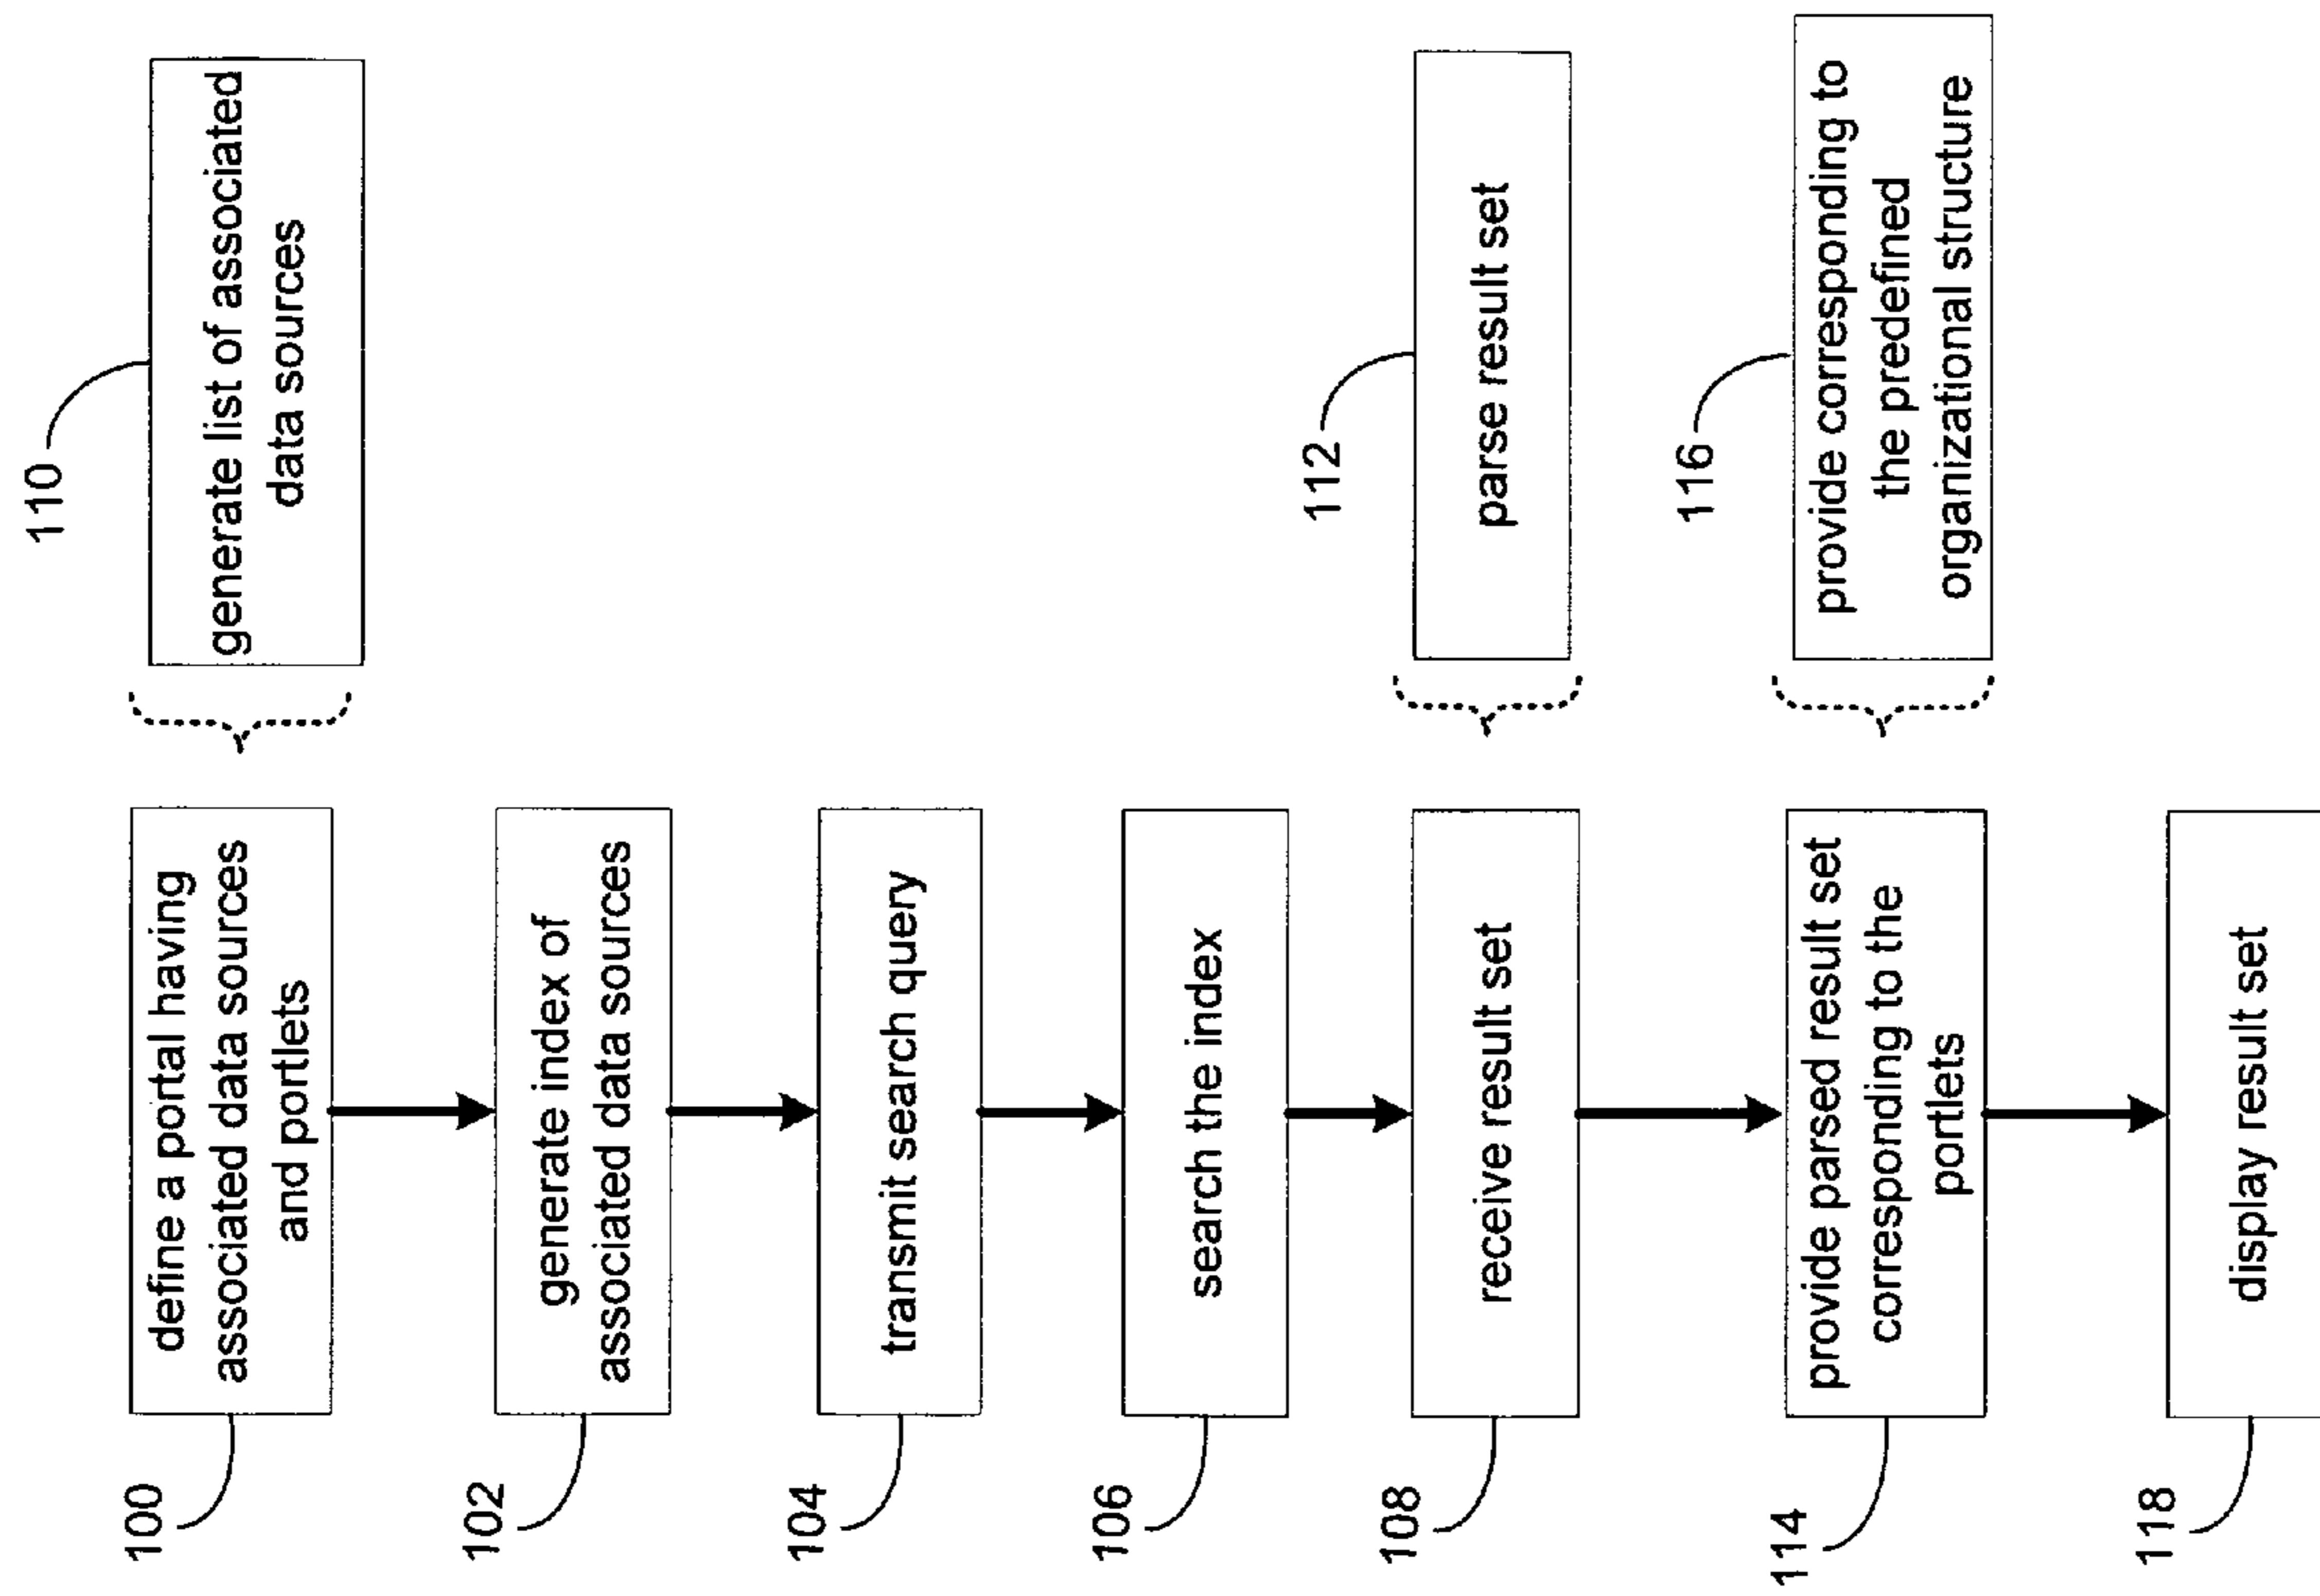 100
define a portal having
associated data sources
and portlets
110
generate list of associated
data sources
102
generate index of
associated data sources
104
transmit search query
106
search the index
108
receive result set
112
parse result set
114
provide parsed result set
corresponding to the
portlets
116
provide corresponding to
the predefined
organizational structure
118
display result set